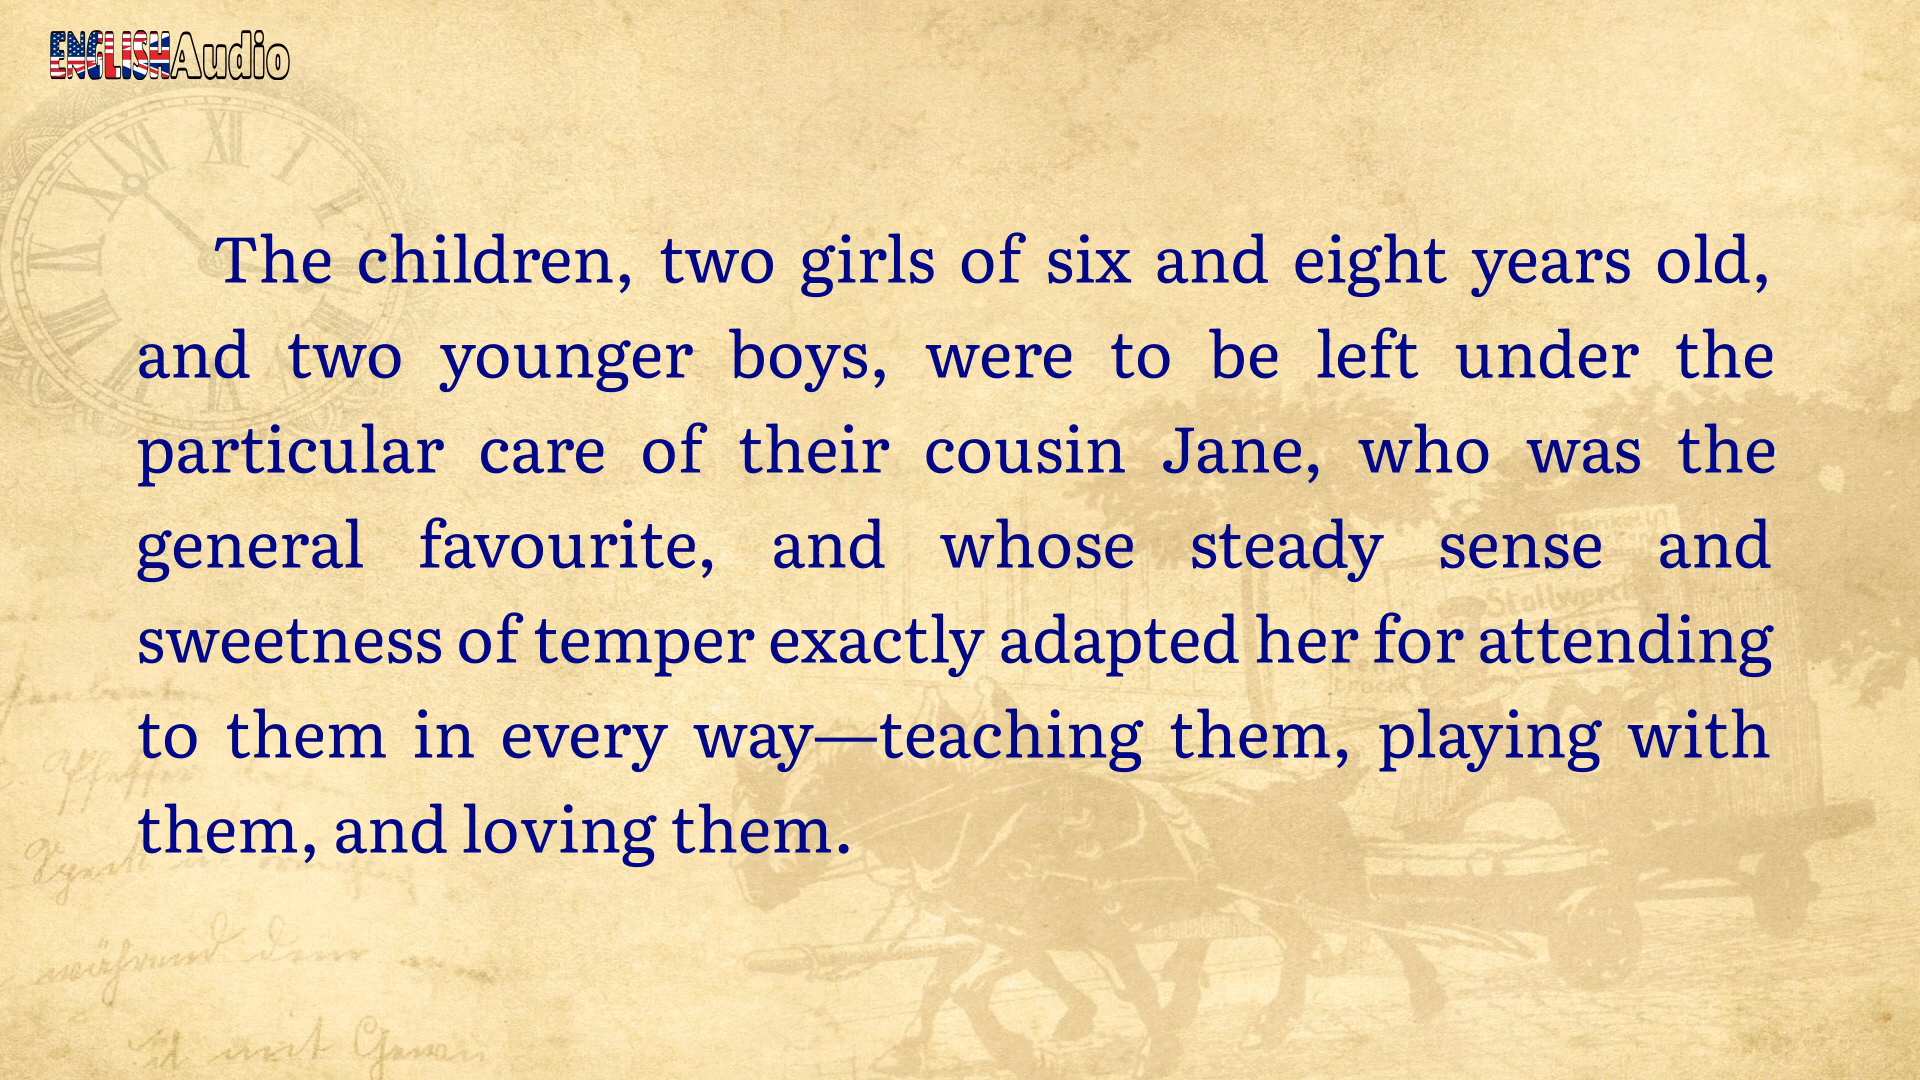 ENGLISHAudio
The children, two girls of six and eight years old,
and two younger boys, were to be left under the
particular care of their cousin Jane, who was the
general favourite, and whose steady sense and
sweetness of temper exactly adapted her for attending
to them in every way—teaching them, playing with
them, and loving them.
Stollwerck
während dem